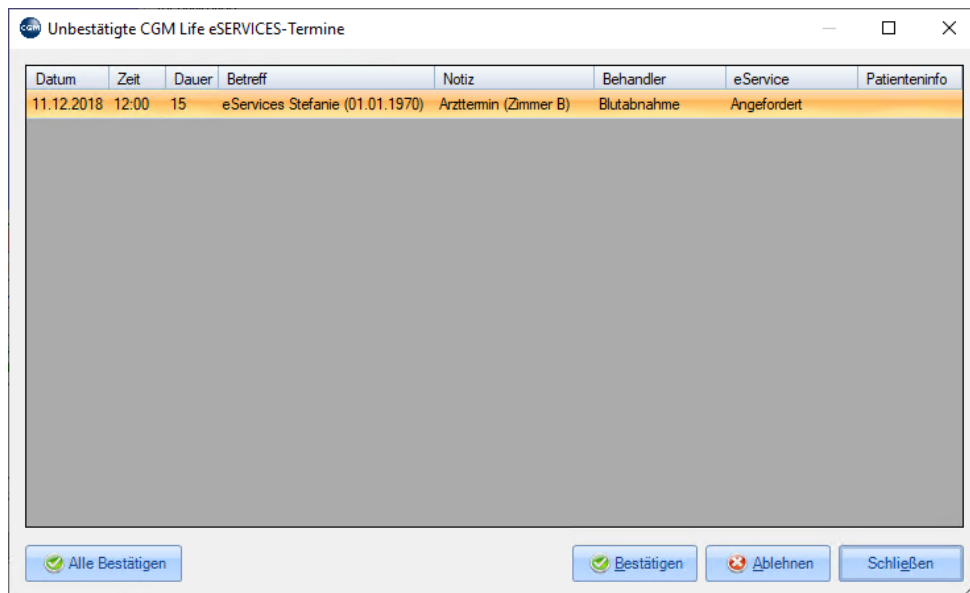 CGM Unbestätigte CGM Life eSERVICES-Termine
Datum Zeit Dauer Betreff Notiz Behandler eService Patienteninfo
11.12.2018 12:00 15 eServices Stefanie (01.01.1970) Arzttermin (Zimmer B) Blutabnahme Angefordert
Alle Bestätigen Bestätigen Ablehnen Schließen